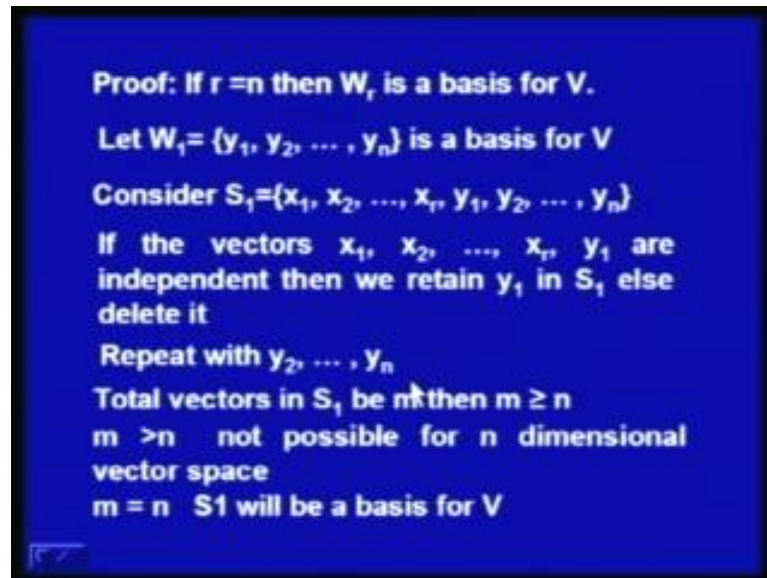 Proof: If r =n then Wᵣ is a basis for V.
Let W₁= {y₁, y₂, ... , yₙ} is a basis for V
Consider S₁={x₁, x₂, ..., xᵣ, y₁, y₂, ... , yₙ}
If the vectors x₁, x₂, ..., xᵣ, y₁ are
independent then we retain y₁ in S₁ else
delete it
Repeat with y₂, ... , yₙ
Total vectors in S₁ be m then m ≥ n
m >n not possible for n dimensional
vector space
m = n S1 will be a basis for V